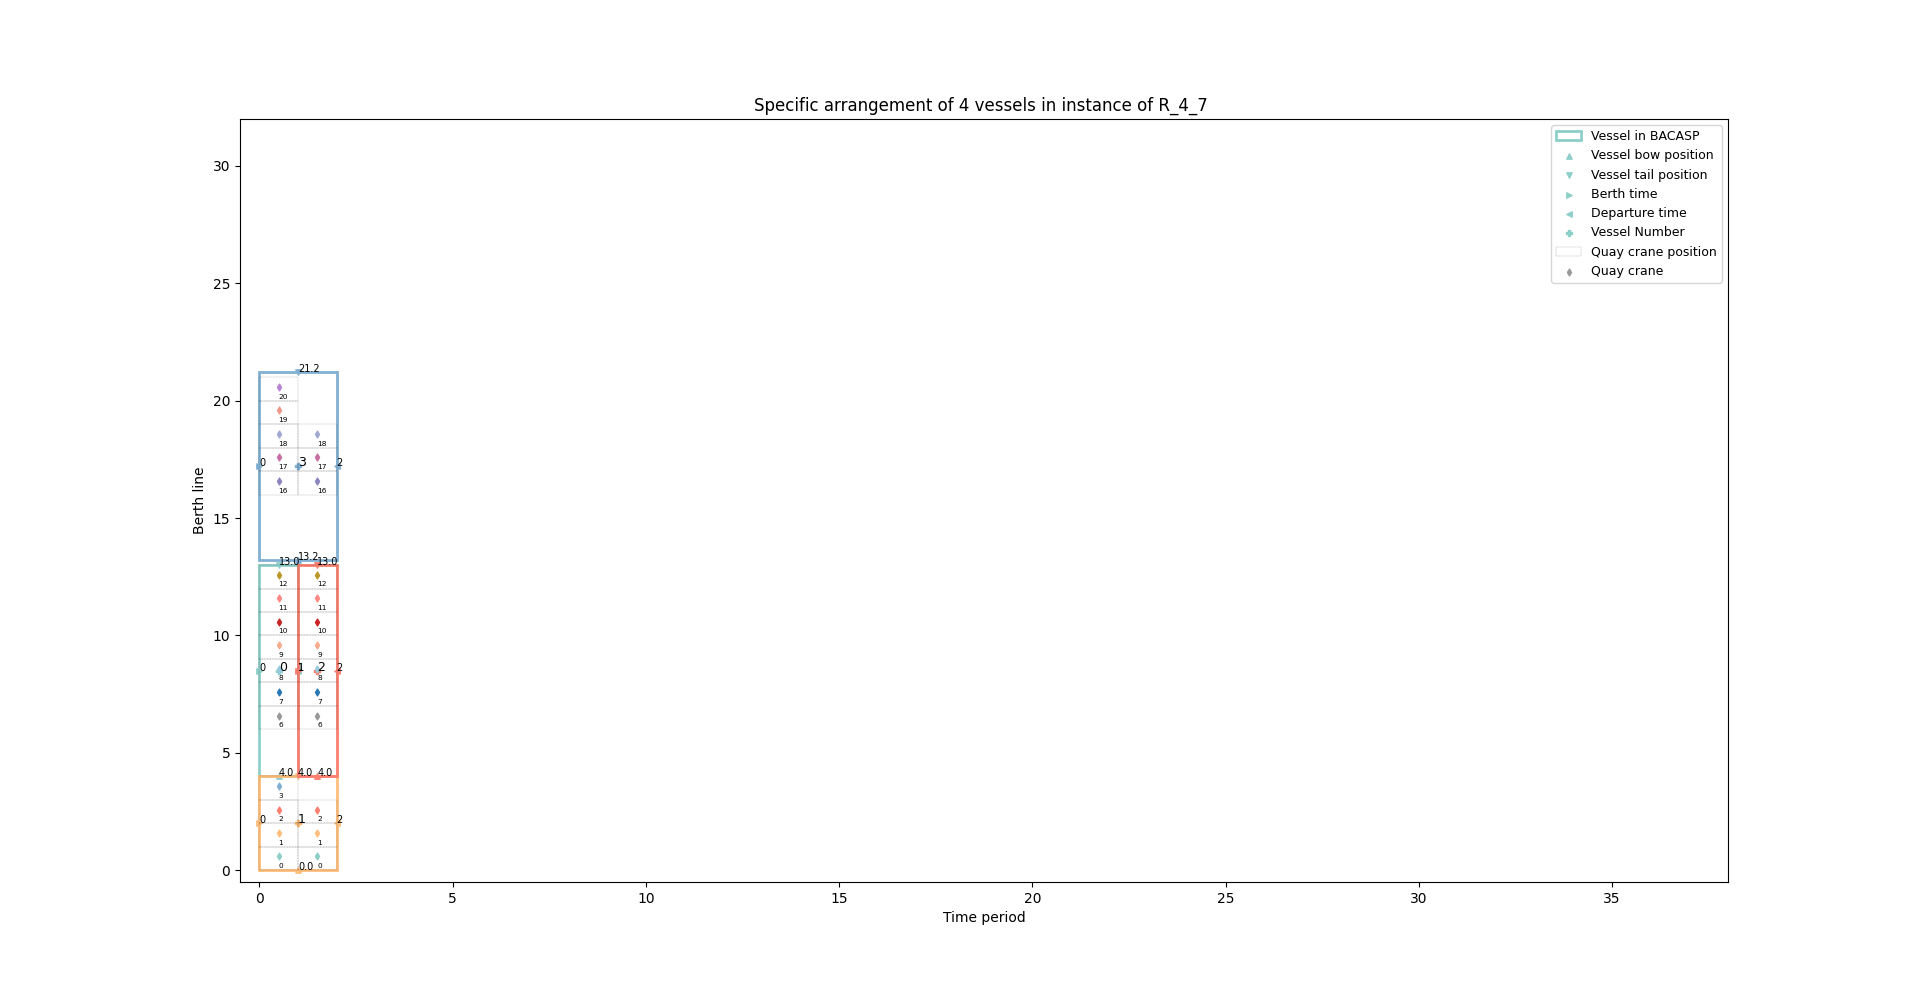 Specific arrangement of 4 vessels in instance of R_4_7
Vessel in BACASP
Vessel bow position
Vessel tail position
Berth time
Departure time
Vessel Number
Quay crane position
Quay crane
30
25
20
15
10
5
0
Berth line
21.2
20
19
18 18
0 17 3 17 2
16 16
13.2
13.0 13.0
12 12
11 11
10 10
9 9
0 0 1 2 2
8 8
7 7
6 6
4.0 4.0 4.0
3
0 2 1 2 2
1 1
0 0.0 0
0 5 10 15 20 25 30 35
Time period